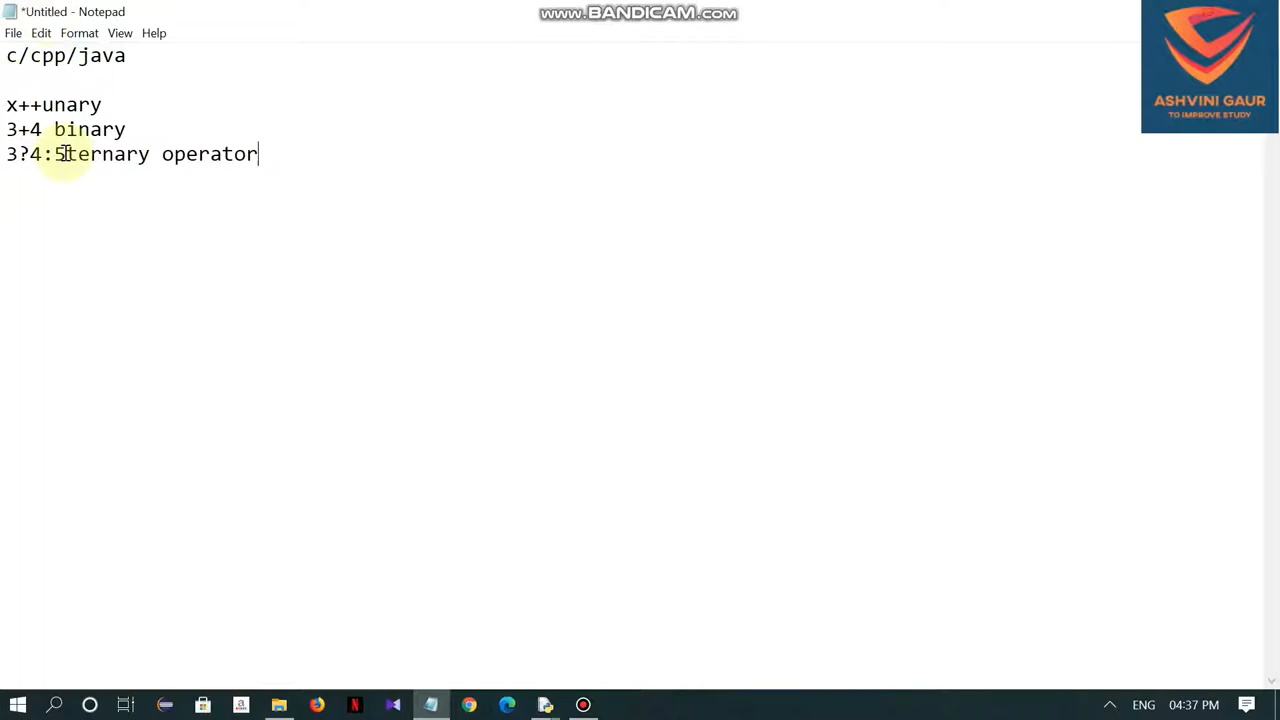 *Untitled - Notepad
www.BANDICAM.com
File Edit Format View Help
c/cpp/java
x++unary
3+4 binary
3?4:5ternary operator
ASHVINI GAUR
TO IMPROVE STUDY
ENG 04:37 PM